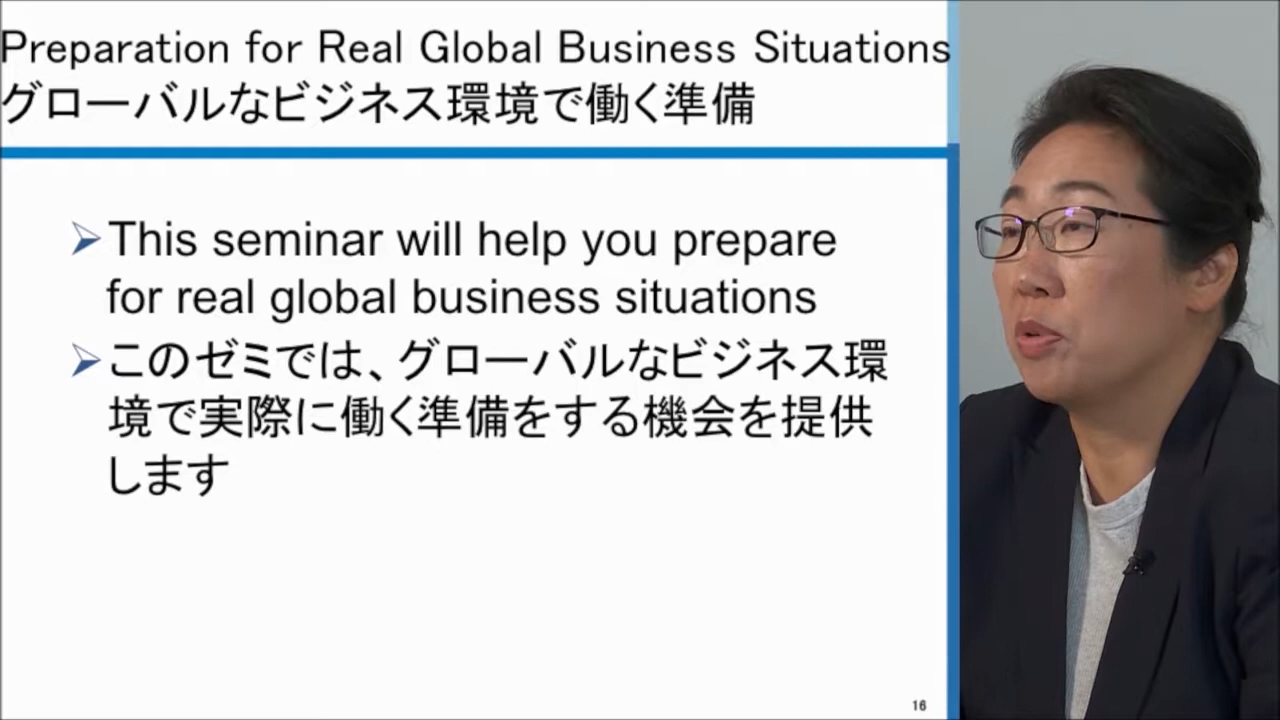 Preparation for Real Global Business Situations
グローバルなビジネス環境で働く準備
This seminar will help you prepare
for real global business situations
このゼミでは、グローバルなビジネス環
境で実際に働く準備をする機会を提供
します
16